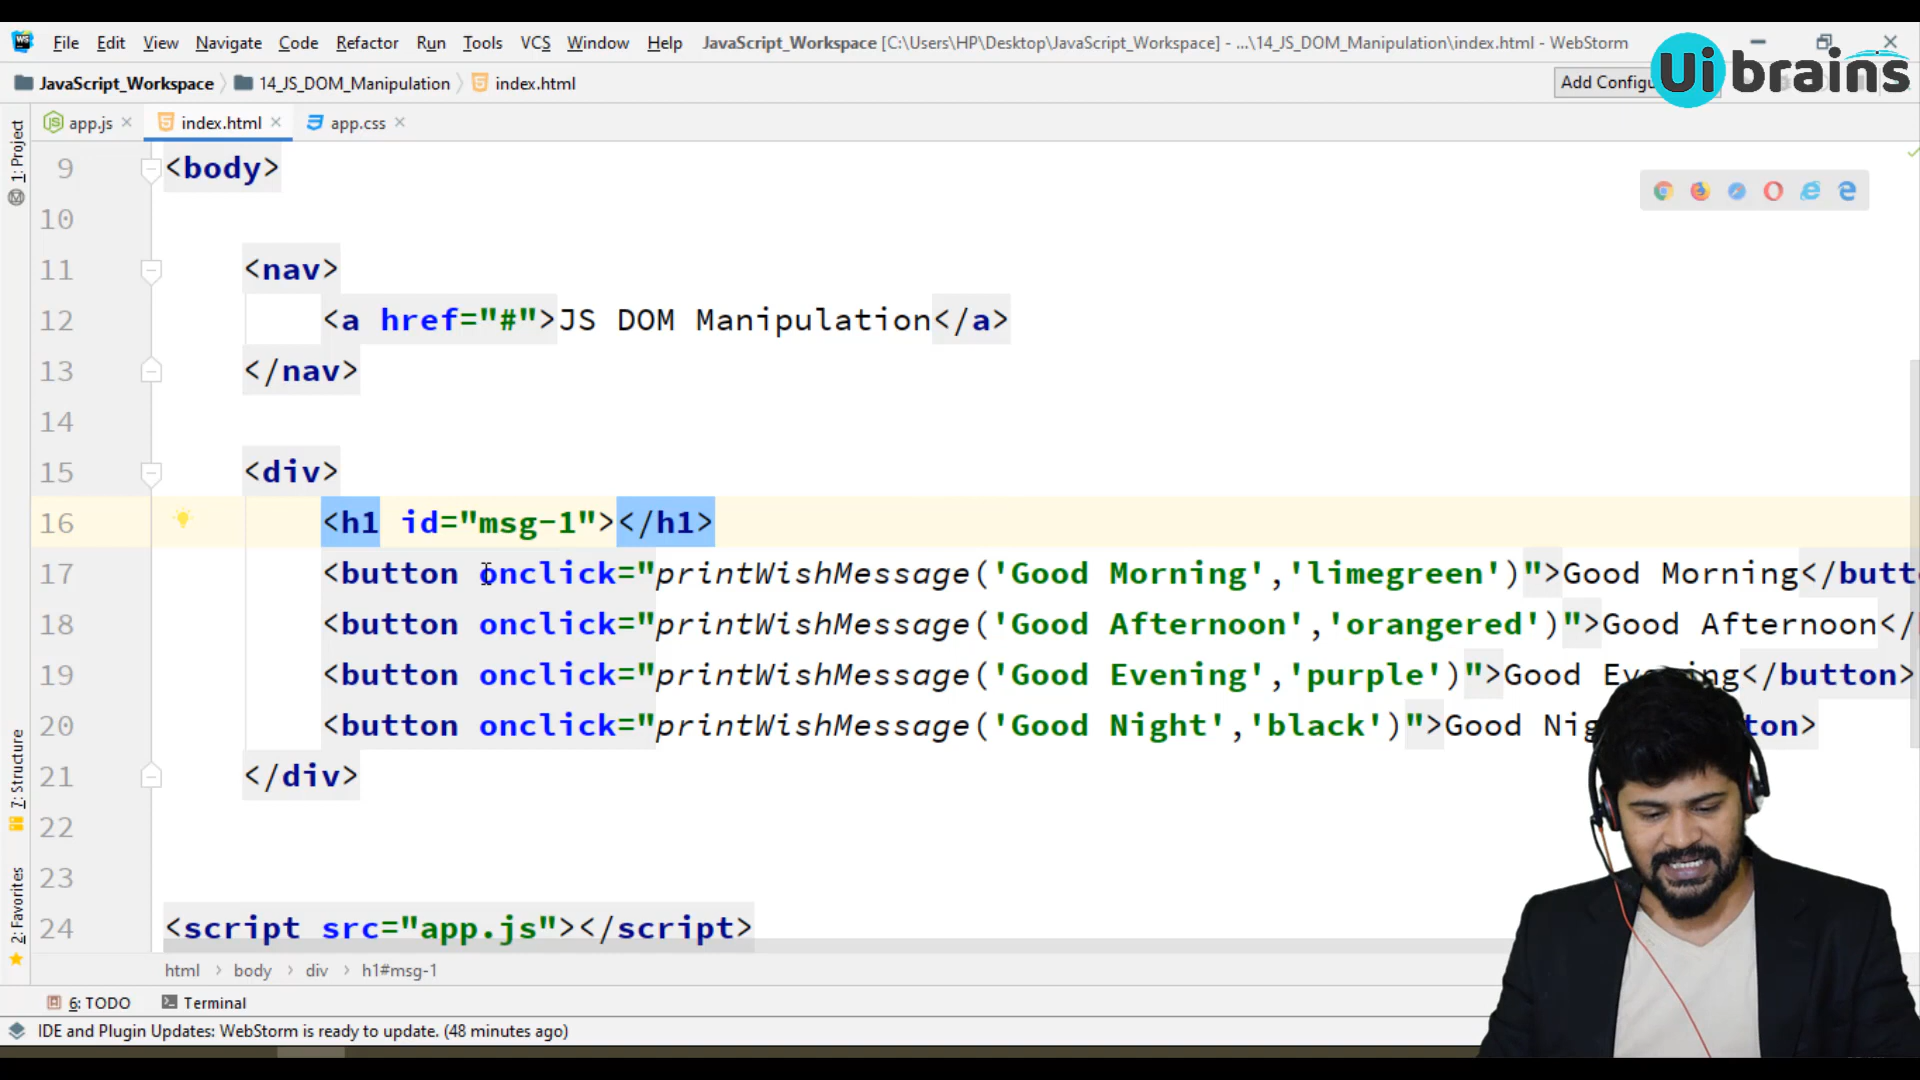 File Edit View Navigate Code Refactor Run Tools VCS Window Help JavaScript_Workspace [C:\Users\HP\Desktop\JavaScript_Workspace] - ...\14_JS_DOM_Manipulation\index.html - WebStorm
Ui brains
JavaScript_Workspace 14_JS_DOM_Manipulation index.html Add Configu
app.js index.html app.css
1: Project
7: Structure
2: Favorites
9 <body>
10
11 <nav>
12 <a href="#">JS DOM Manipulation</a>
13 </nav>
14
15 <div>
16 <h1 id="msg-1"></h1>
17 <button onclick="printWishMessage('Good Morning','limegreen')">Good Morning</butt
18 <button onclick="printWishMessage('Good Afternoon','orangered')">Good Afternoon</
19 <button onclick="printWishMessage('Good Evening','purple')">Good Evening</button>
20 <button onclick="printWishMessage('Good Night','black')">Good Nig ton>
21 </div>
22
23
24 <script src="app.js"></script>
html body div h1#msg-1
6: TODO Terminal
IDE and Plugin Updates: WebStorm is ready to update. (48 minutes ago)